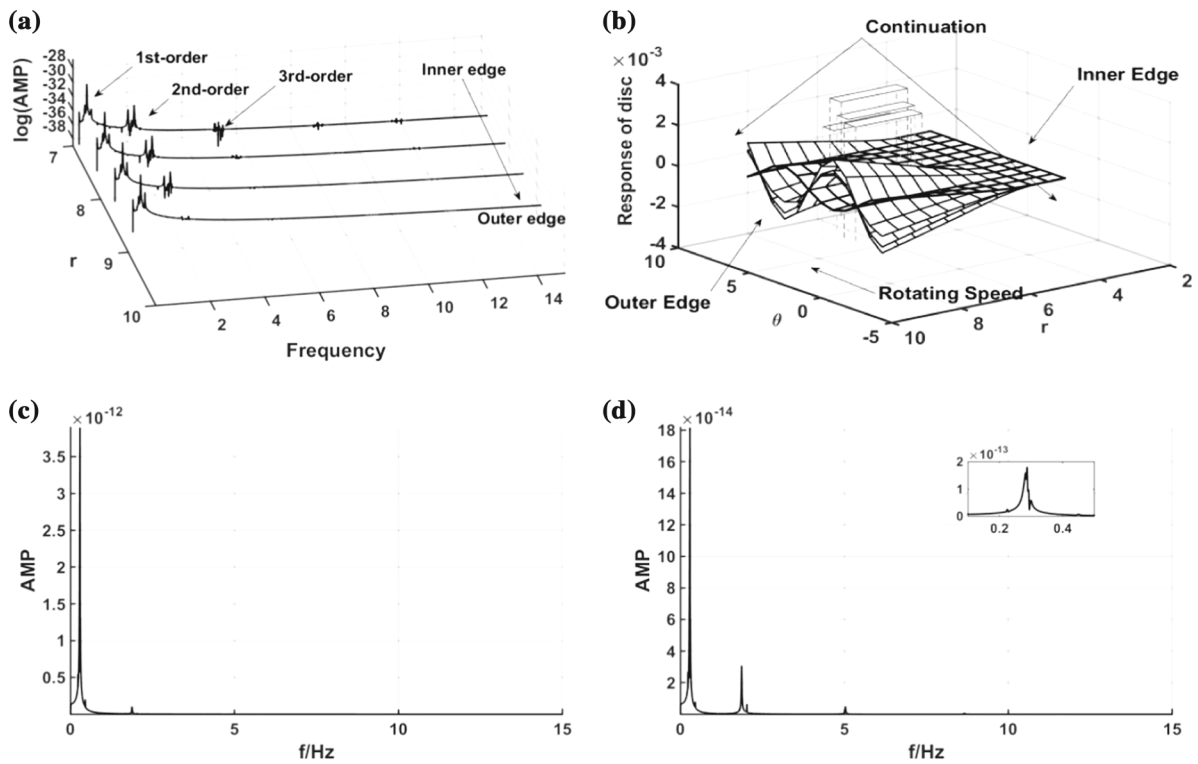 (a)
-28
-30
-32
-34
-36
-38
log(AMP)
1st-order
2nd-order
3rd-order
Inner edge
Outer edge
7
8
r
9
10
2
4
6
8
10
12
14
Frequency
(b)
Continuation
×10⁻³
Inner Edge
4
2
0
-2
-4
Response of disc
Outer Edge
Rotating Speed
10
5
θ
0
-5
10
8
6
r
4
2
(c)
×10⁻¹²
3.5
3
2.5
2
1.5
1
0.5
AMP
0
5
10
15
f/Hz
(d)
×10⁻¹⁴
18
16
14
12
10
8
6
4
2
AMP
×10⁻¹³
2
1
0
0.2
0.4
0
5
10
15
f/Hz